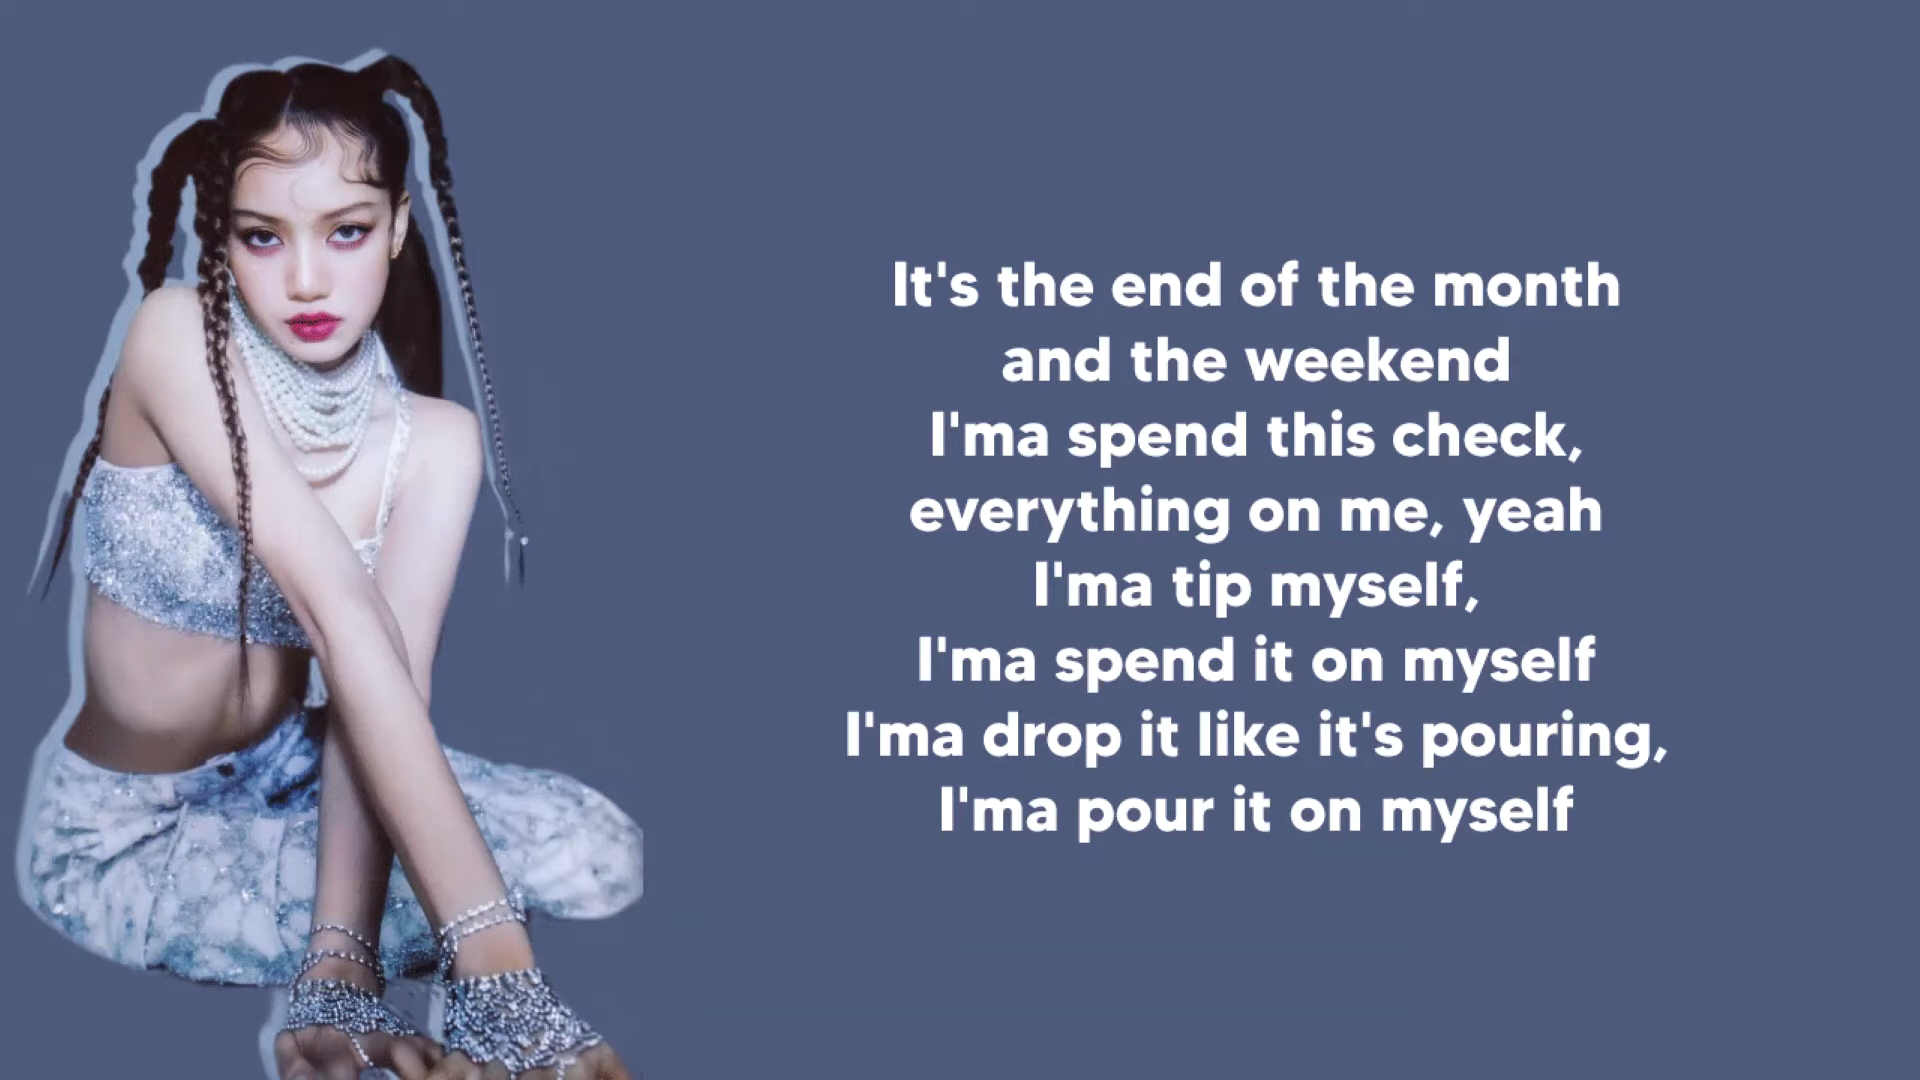 It's the end of the month
and the weekend
I'ma spend this check,
everything on me, yeah
I'ma tip myself,
I'ma spend it on myself
I'ma drop it like it's pouring,
I'ma pour it on myself